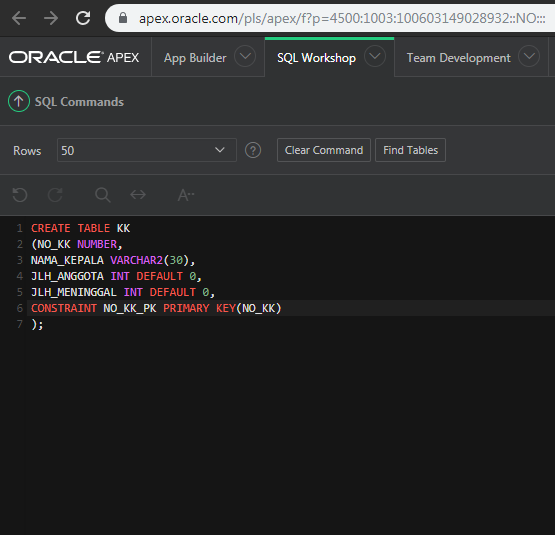 apex.oracle.com/pls/apex/f?p=4500:1003:100603149028932::NO:::
ORACLE APEX App Builder SQL Workshop Team Development
SQL Commands
Rows 50 ? Clear Command Find Tables
A··
1 CREATE TABLE KK
2 (NO_KK NUMBER,
3 NAMA_KEPALA VARCHAR2(30),
4 JLH_ANGGOTA INT DEFAULT 0,
5 JLH_MENINGGAL INT DEFAULT 0,
6 CONSTRAINT NO_KK_PK PRIMARY KEY(NO_KK)
7 );